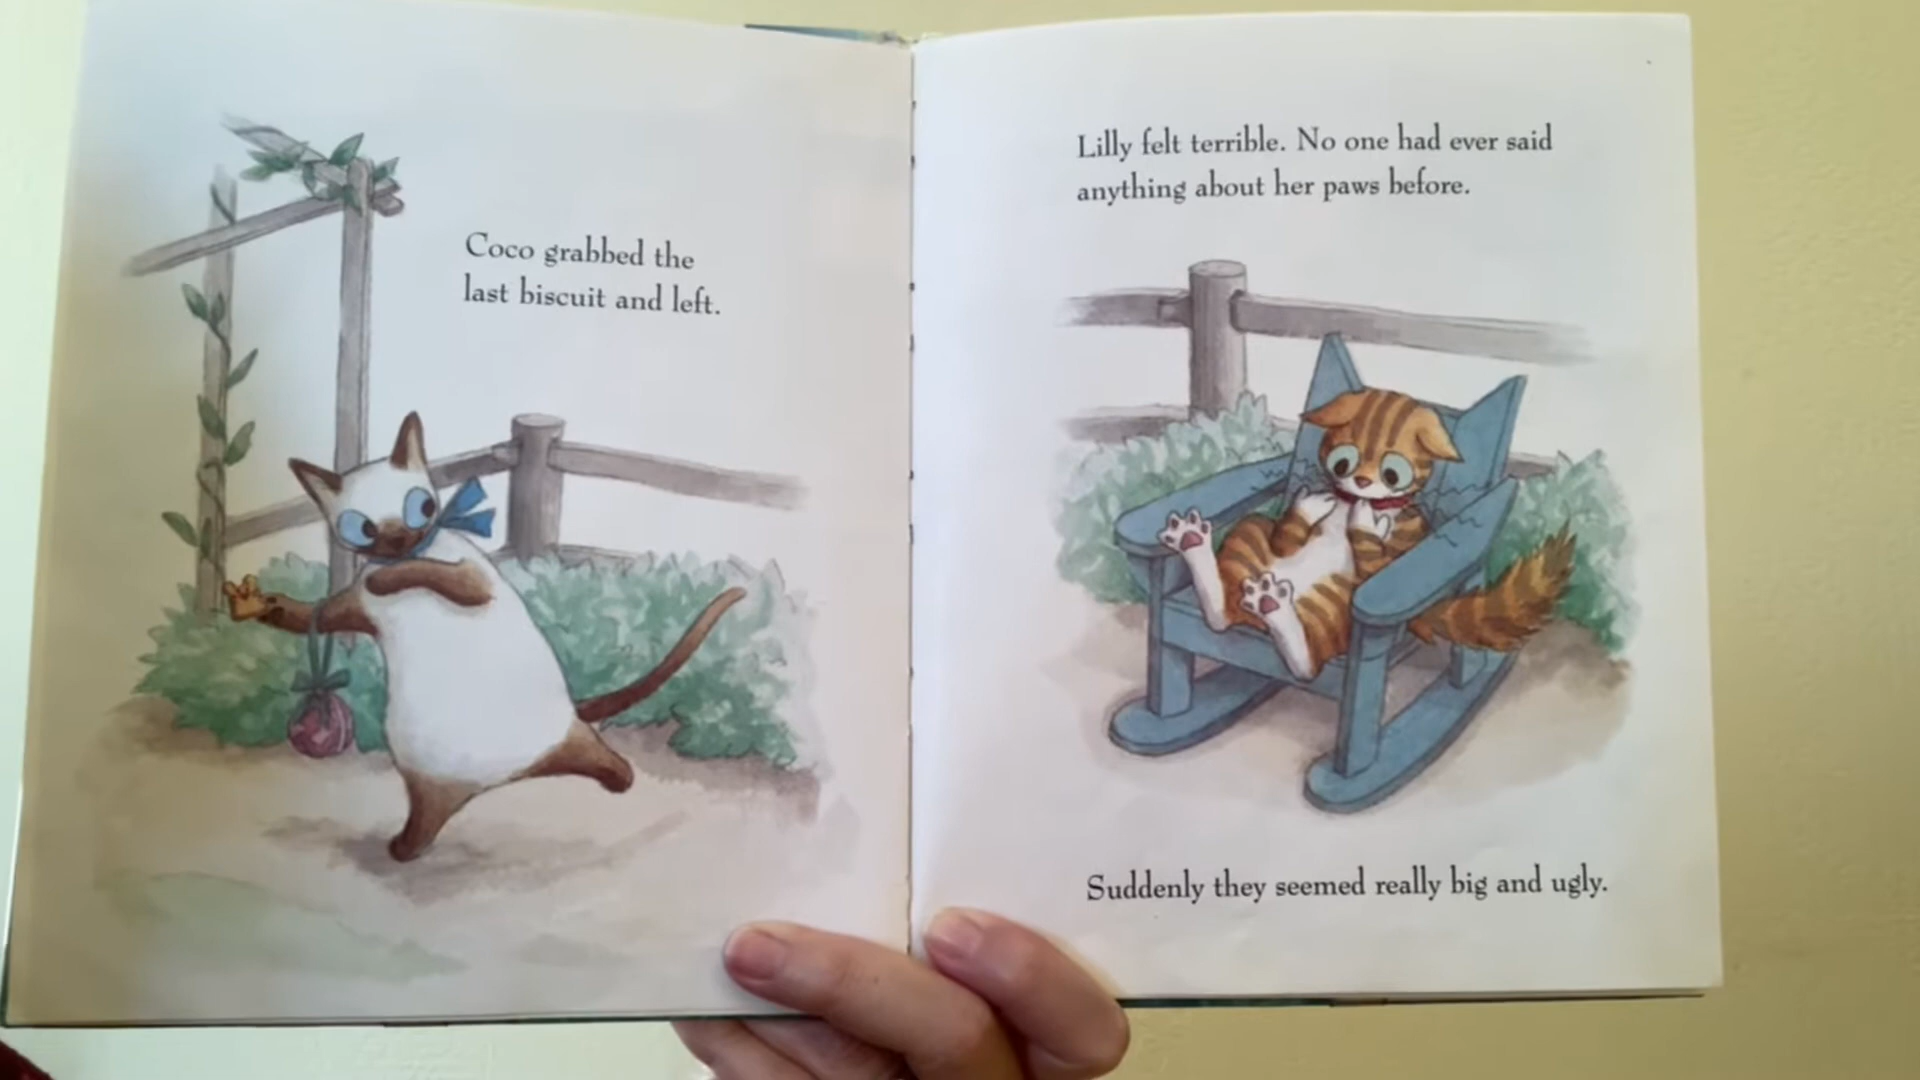 Coco grabbed the
last biscuit and left.
Lilly felt terrible. No one had ever said
anything about her paws before.
Suddenly they seemed really big and ugly.